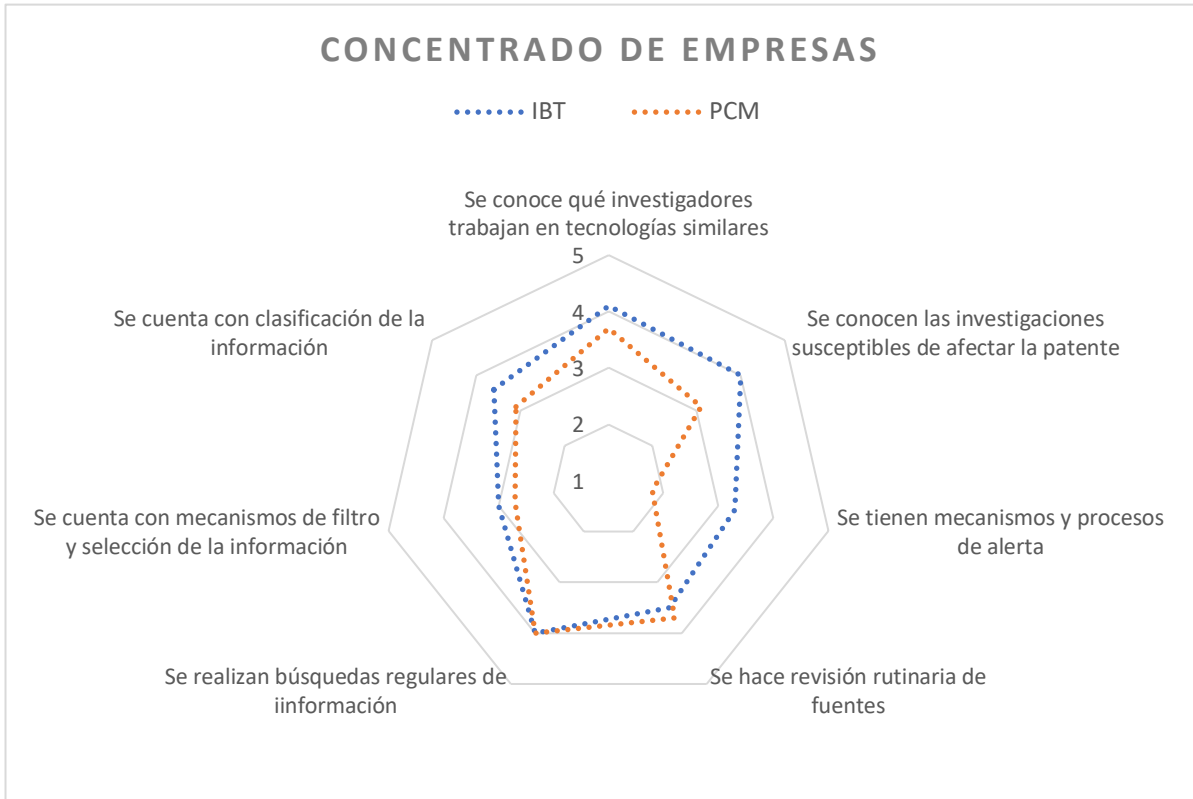 CONCENTRADO DE EMPRESAS
IBT PCM
Se conoce qué investigadores
trabajan en tecnologías similares
5
4
3
2
1
Se conocen las investigaciones
susceptibles de afectar la patente
Se tienen mecanismos y procesos
de alerta
Se hace revisión rutinaria de
fuentes
Se realizan búsquedas regulares de
iinformación
Se cuenta con mecanismos de filtro
y selección de la información
Se cuenta con clasificación de la
información